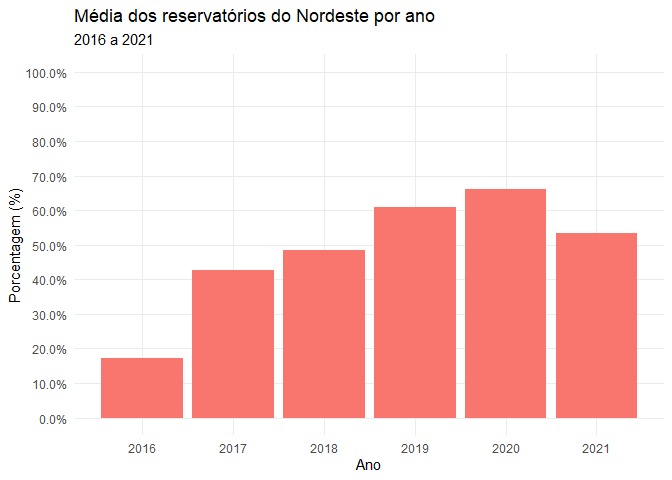 Média dos reservatórios do Nordeste por ano
2016 a 2021
100.0%
90.0%
80.0%
70.0%
60.0%
50.0%
40.0%
30.0%
20.0%
10.0%
0.0%
Porcentagem (%)
2016 2017 2018 2019 2020 2021
Ano